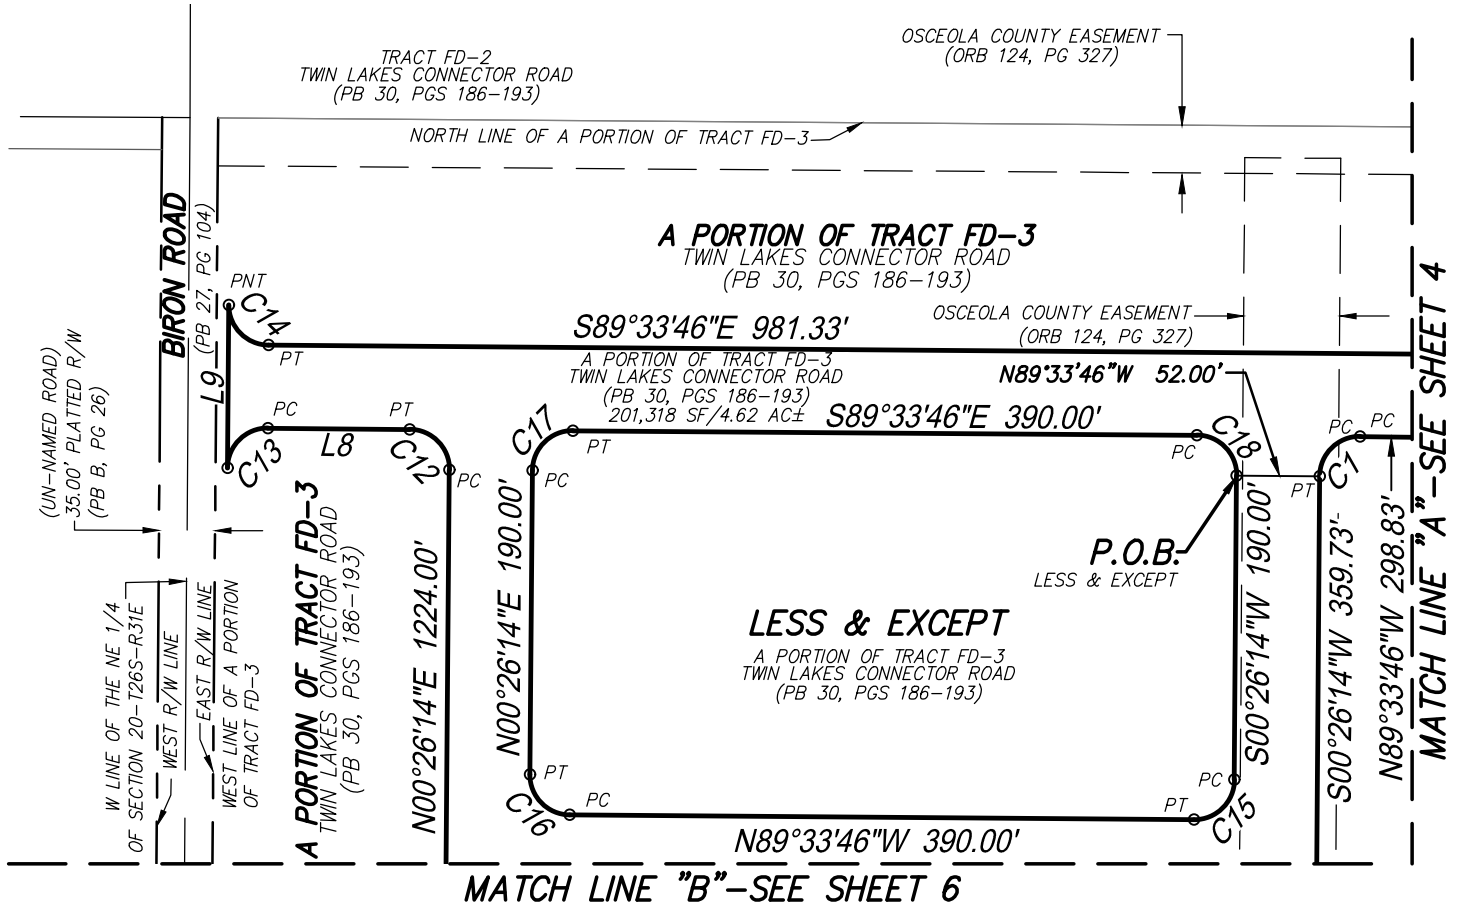 TRACT FD-2
TWIN LAKES CONNECTOR ROAD
(PB 30, PGS 186-193)
OSCEOLA COUNTY EASEMENT
(ORB 124, PG 327)
NORTH LINE OF A PORTION OF TRACT FD-3
BIRON ROAD
(PB 27, PG 104)
A PORTION OF TRACT FD-3
TWIN LAKES CONNECTOR ROAD
(PB 30, PGS 186-193)
PNT
C14
PT
S89°33'46"E 981.33'
OSCEOLA COUNTY EASEMENT
(ORB 124, PG 327)
(UN-NAMED ROAD)
35.00' PLATTED R/W
(PB B, PG 26)
L9
A PORTION OF TRACT FD-3
TWIN LAKES CONNECTOR ROAD
(PB 30, PGS 186-193)
201,318 SF/4.62 AC±
N89°33'46"W 52.00'
S89°33'46"E 390.00'
PC
PT
L8
C13
C12
PC
C17
PT
PC
PC
C18
PC
PC
C1
PT
A PORTION OF TRACT FD-3
TWIN LAKES CONNECTOR ROAD
(PB 30, PGS 186-193)
N00°26'14"E 1224.00'
N00°26'14"E 190.00'
P.O.B.
LESS & EXCEPT
S00°26'14"W 190.00'
S00°26'14"W 359.73'
N89°33'46"W 298.83'
MATCH LINE "A"-SEE SHEET 4
W LINE OF THE NE 1/4
OF SECTION 20-T26S-R31E
WEST R/W LINE
EAST R/W LINE
WEST LINE OF A PORTION
OF TRACT FD-3
LESS & EXCEPT
A PORTION OF TRACT FD-3
TWIN LAKES CONNECTOR ROAD
(PB 30, PGS 186-193)
PT
C16
PC
PC
PT
C15
N89°33'46"W 390.00'
MATCH LINE "B"-SEE SHEET 6